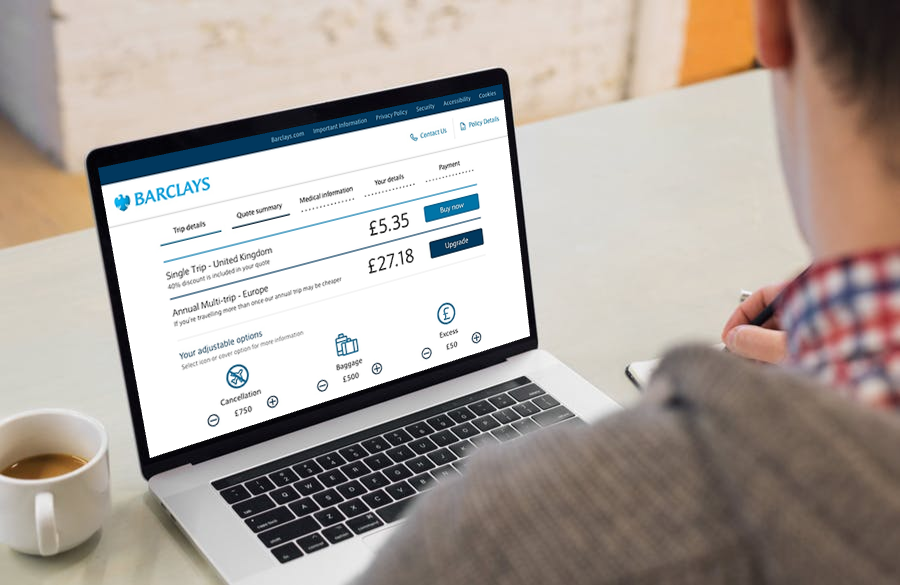 Barclays.com Important Information Privacy Policy Security Accessibility Cookies
Contact Us Policy Details
BARCLAYS
Trip details Quote summary Medical information Your details Payment
Single Trip - United Kingdom £5.35 Buy now
40% discount is included in your quote
Annual Multi-trip - Europe £27.18 Upgrade
If you're travelling more than once our annual trip may be cheaper
Your adjustable options
Select icon or cover option for more information
£
Cancellation Baggage Excess
£750 £500 £50